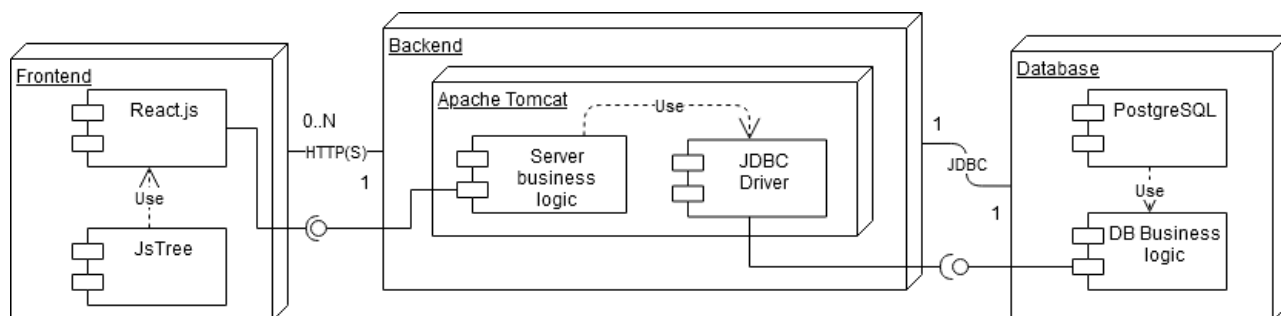 Frontend
React.js
Use
JsTree
0..N
HTTP(S)
1
Backend
Apache Tomcat
Use
Server
business
logic
JDBC
Driver
1
JDBC
1
Database
PostgreSQL
Use
DB Business
logic